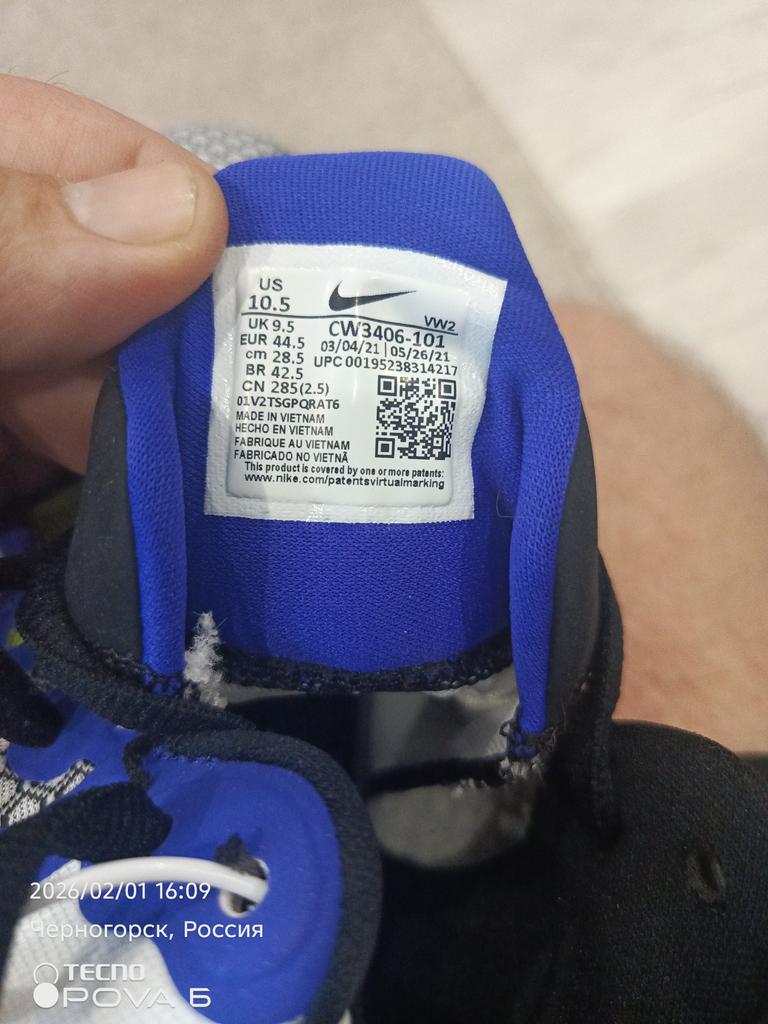 US
10.5
VW2
UK 9.5
CW3406-101
EUR 44.5
03/04/21 | 05/26/21
cm 28.5
UPC 00195238314217
BR 42.5
CN 285(2.5)
01V2TSGPQRAT6
MADE IN VIETNAM
HECHO EN VIETNAM
FABRIQUE AU VIETNAM
FABRICADO NO VIETNÃ
This product is covered by one or more patents:
www.nike.com/patentsvirtualmarking
2026/02/01 16:09
Черногорск, Россия
TECNO
POVA 6